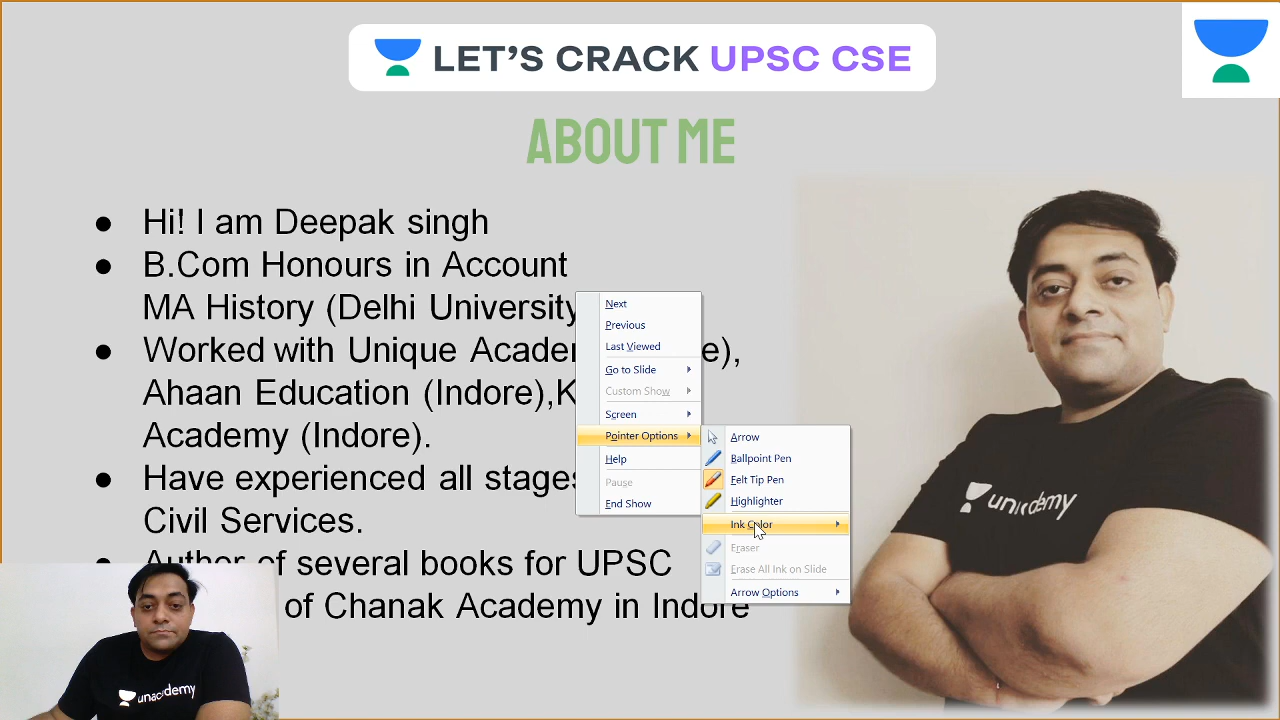 LET'S CRACK UPSC CSE
ABOUT ME
● Hi! I am Deepak singh
● B.Com Honours in Account
MA History (Delhi University
● Worked with Unique e),
Ahaan Education (Indore),K
Academy (Indore).
● Have experienced all stages
Civil Services.
● Author of several books for UPSC
of Chanak Academy in Indore
Next
Previous
Last Viewed
Go to Slide
Custom Show
Screen
Pointer Options
Help
Pause
End Show
Arrow
Ballpoint Pen
Felt Tip Pen
Highlighter
Ink Color
Eraser
Erase All Ink on Slide
Arrow Options
unacademy
unacademy